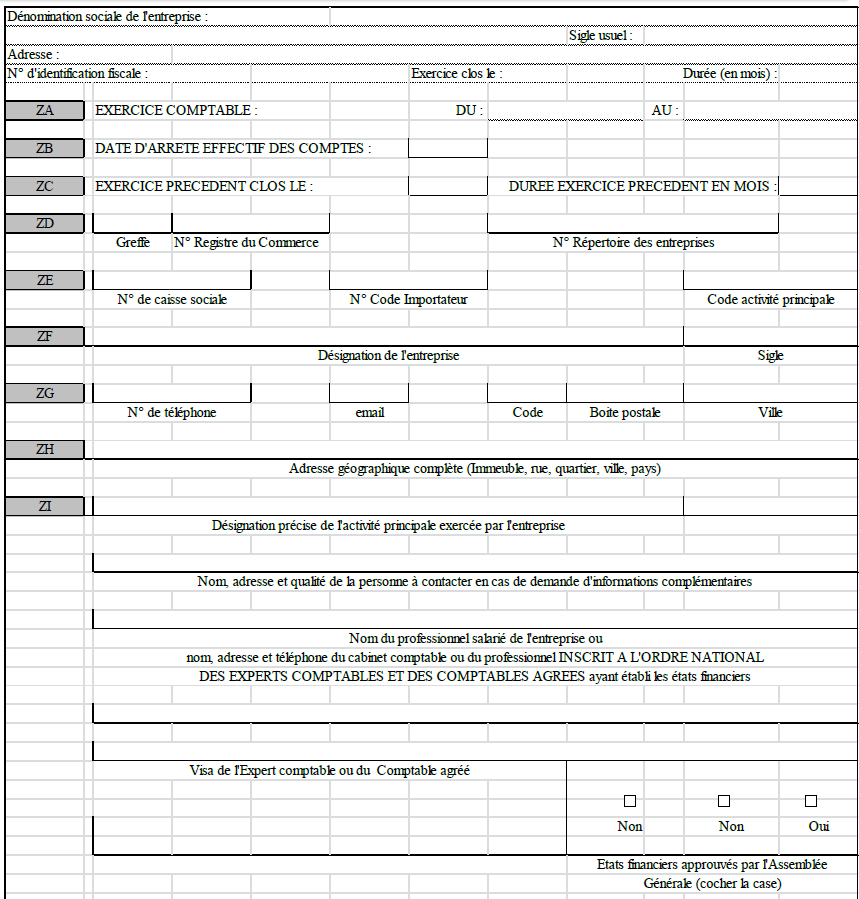 Dénomination sociale de l'entreprise :
Sigle usuel :
Adresse :
N° d'identification fiscale : Exercice clos le : Durée (en mois) :
ZA EXERCICE COMPTABLE : DU : AU :
ZB DATE D'ARRETE EFFECTIF DES COMPTES :
ZC EXERCICE PRECEDENT CLOS LE : DUREE EXERCICE PRECEDENT EN MOIS :
ZD
Greffe N° Registre du Commerce N° Répertoire des entreprises
ZE
N° de caisse sociale N° Code Importateur Code activité principale
ZF
Désignation de l'entreprise Sigle
ZG
N° de téléphone email Code Boite postale Ville
ZH
Adresse géographique complète (Immeuble, rue, quartier, ville, pays)
ZI
Désignation précise de l'activité principale exercée par l'entreprise
Nom, adresse et qualité de la personne à contacter en cas de demande d'informations complémentaires
Nom du professionnel salarié de l'entreprise ou
nom, adresse et téléphone du cabinet comptable ou du professionnel INSCRIT A L'ORDRE NATIONAL
DES EXPERTS COMPTABLES ET DES COMPTABLES AGREES ayant établi les états financiers
Visa de l'Expert comptable ou du Comptable agréé
Non Non Oui
Etats financiers approuvés par l'Assemblée
Générale (cocher la case)